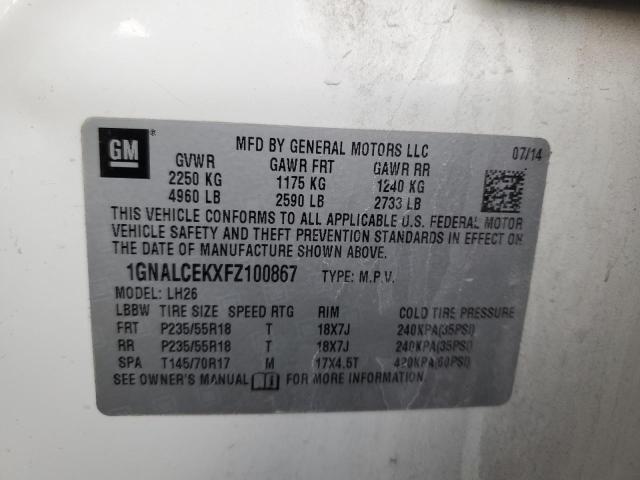 GM ®
MFD BY GENERAL MOTORS LLC 07/14
GVWR GAWR FRT GAWR RR
2250 KG 1175 KG 1240 KG
4960 LB 2590 LB 2733 LB
THIS VEHICLE CONFORMS TO ALL APPLICABLE U.S. FEDERAL MOTOR
VEHICLE SAFETY AND THEFT PREVENTION STANDARDS IN EFFECT ON
THE DATE OF MANUFACTURE SHOWN ABOVE.
1GNALCEKXFZ100867 TYPE: M.P.V.
MODEL: LH26
LBBW TIRE SIZE SPEED RTG RIM COLD TIRE PRESSURE
FRT P235/55R18 T 18X7J 240KPA(35PSI)
RR P235/55R18 T 18X7J 240KPA(35PSI)
SPA T145/70R17 M 17X4.5T 420KPA(60PSI)
SEE OWNER'S MANUAL FOR MORE INFORMATION.